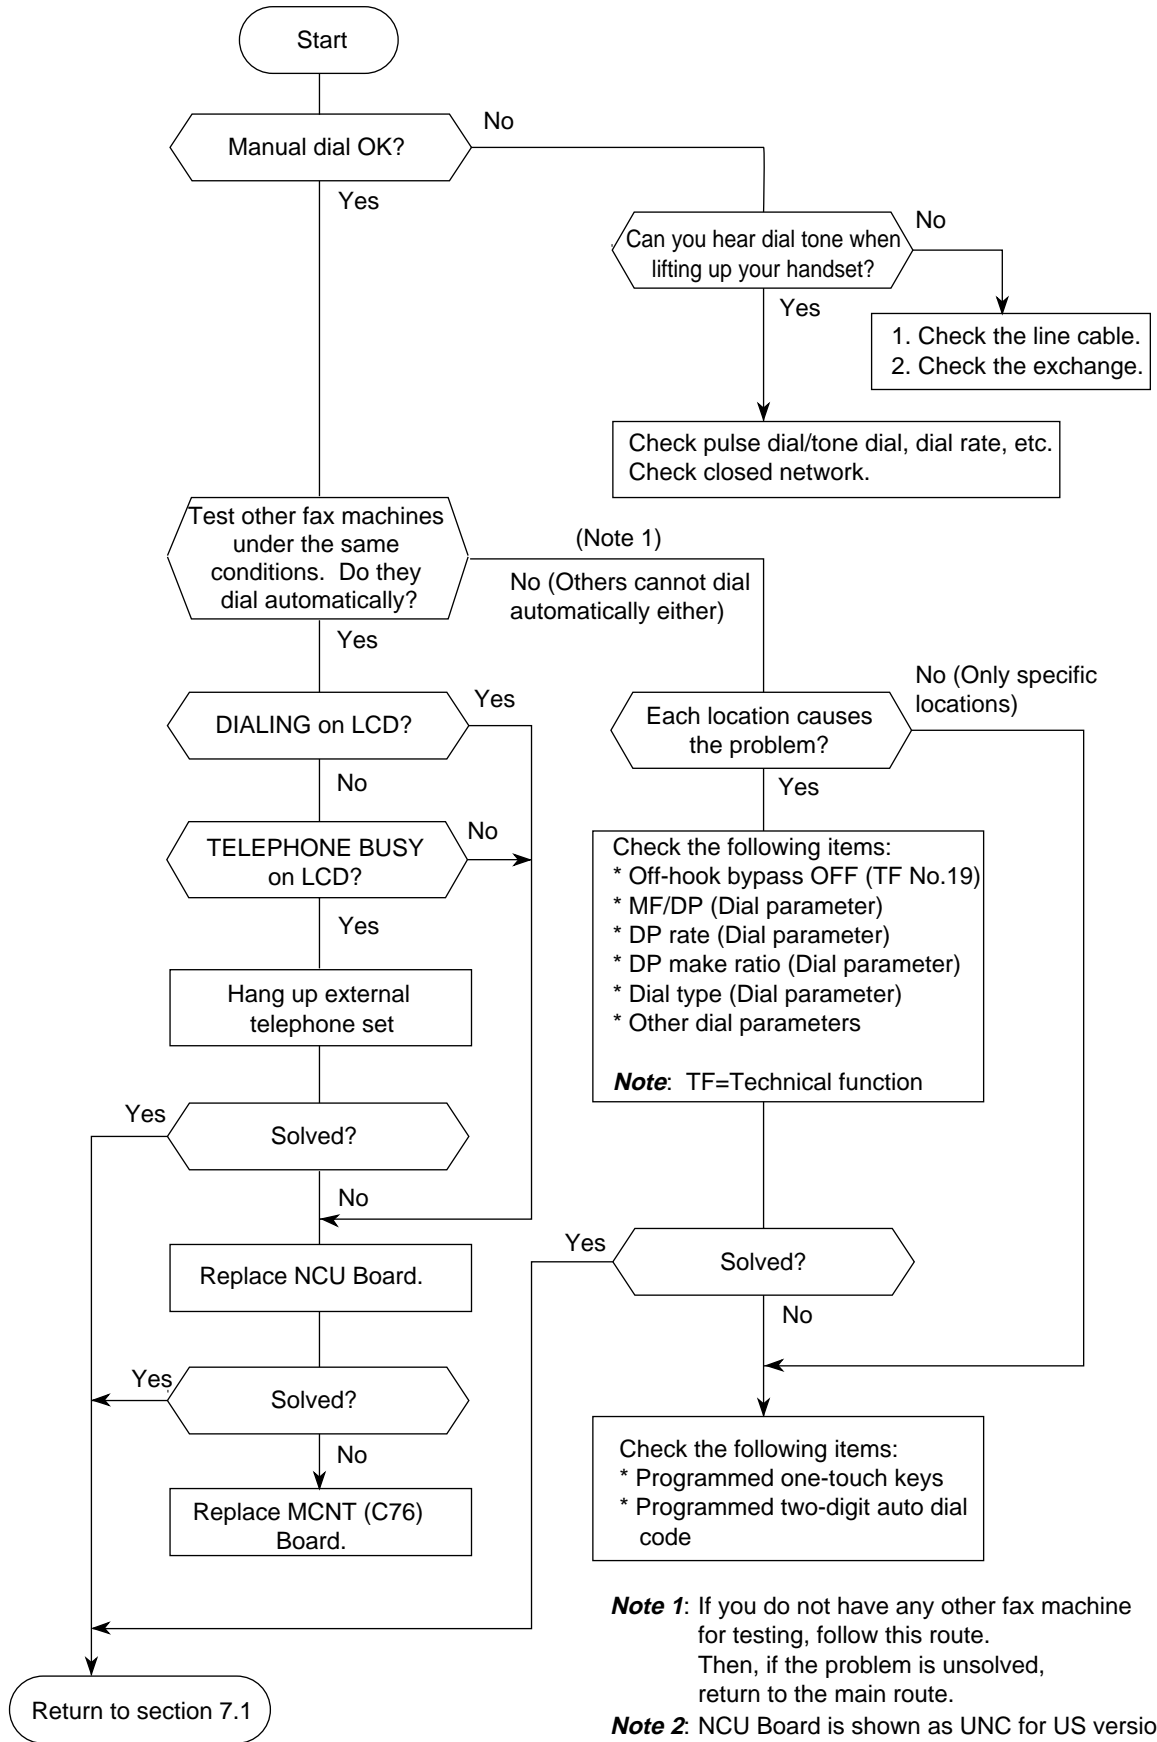 Start
Manual dial OK?
No
Yes
Can you hear dial tone when
lifting up your handset?
No
Yes
1. Check the line cable.
2. Check the exchange.
Check pulse dial/tone dial, dial rate, etc.
Check closed network.
Test other fax machines
under the same
conditions. Do they
dial automatically?
(Note 1)
No (Others cannot dial
automatically either)
Yes
DIALING on LCD?
Yes
No
TELEPHONE BUSY
on LCD?
No
Yes
Hang up external
telephone set
Yes
Solved?
No
Replace NCU Board.
Yes
Solved?
No
Replace MCNT (C76)
Board.
Each location causes
the problem?
No (Only specific
locations)
Yes
Check the following items:
* Off-hook bypass OFF (TF No.19)
* MF/DP (Dial parameter)
* DP rate (Dial parameter)
* DP make ratio (Dial parameter)
* Dial type (Dial parameter)
* Other dial parameters
Note: TF=Technical function
Yes
Solved?
No
Check the following items:
* Programmed one-touch keys
* Programmed two-digit auto dial
code
Return to section 7.1
Note 1: If you do not have any other fax machine
for testing, follow this route.
Then, if the problem is unsolved,
return to the main route.
Note 2: NCU Board is shown as UNC for US versio